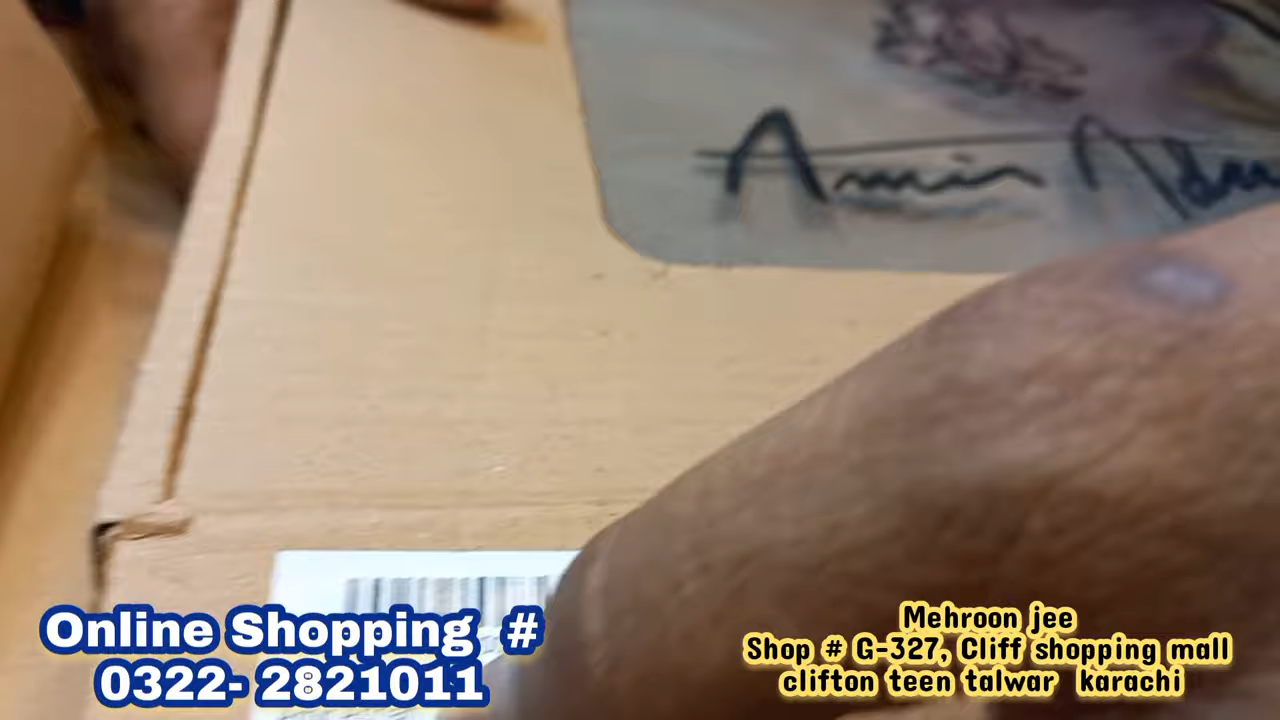 Amin
Online Shopping #
0322- 2821011
Mehroon jee
Shop # G-327, Cliff shopping mall
clifton teen talwar karachi